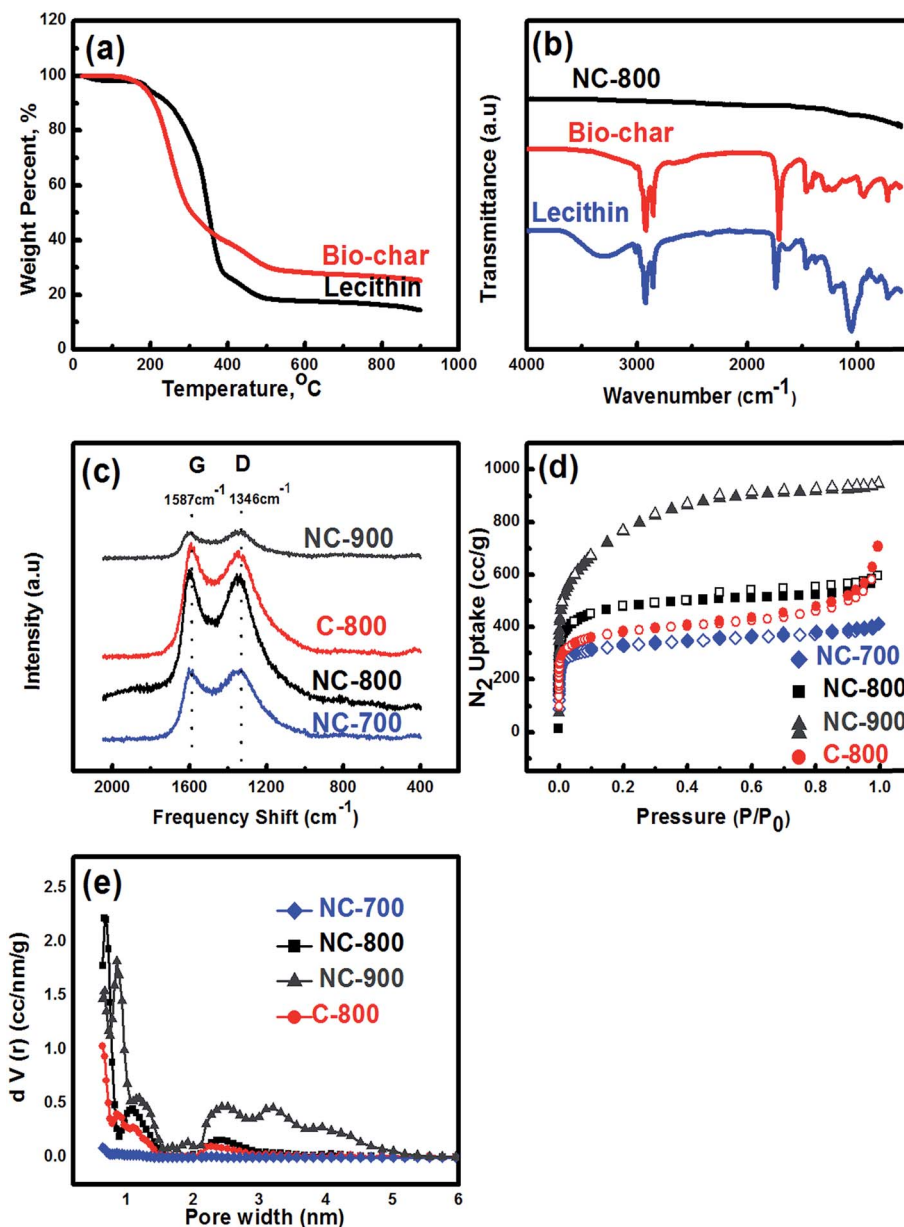 (a)
120
100
80
60
40
20
0
Weight Percent, %
Bio-char
Lecithin
0 200 400 600 800 1000
Temperature, °C
(b)
NC-800
Bio-char
Lecithin
Transmittance (a.u)
4000 3000 2000 1000
Wavenumber (cm⁻¹)
(c)
G D
1587cm⁻¹ 1346cm⁻¹
NC-900
C-800
NC-800
NC-700
Intensity (a.u)
2000 1600 1200 800 400
Frequency Shift (cm⁻¹)
(d)
1000
800
600
400
200
0
N₂ Uptake (cc/g)
NC-700
NC-800
NC-900
C-800
0.0 0.2 0.4 0.6 0.8 1.0
Pressure (P/P₀)
(e)
2.5
2.0
1.5
1.0
0.5
0.0
d V (r) (cc/nm/g)
NC-700
NC-800
NC-900
C-800
1 2 3 4 5 6
Pore width (nm)